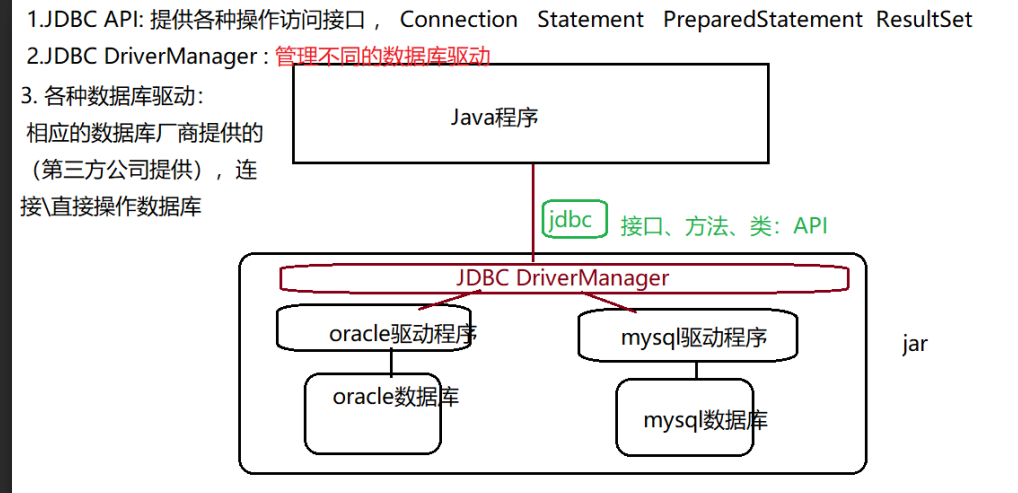 1.JDBC API: 提供各种操作访问接口 ， Connection Statement PreparedStatement ResultSet
2.JDBC DriverManager : 管理不同的数据库驱动
3. 各种数据库驱动：
相应的数据库厂商提供的
（第三方公司提供），连
接\直接操作数据库
Java程序
jdbc
接口、方法、类：API
JDBC DriverManager
oracle驱动程序
mysql驱动程序
jar
oracle数据库
mysql数据库